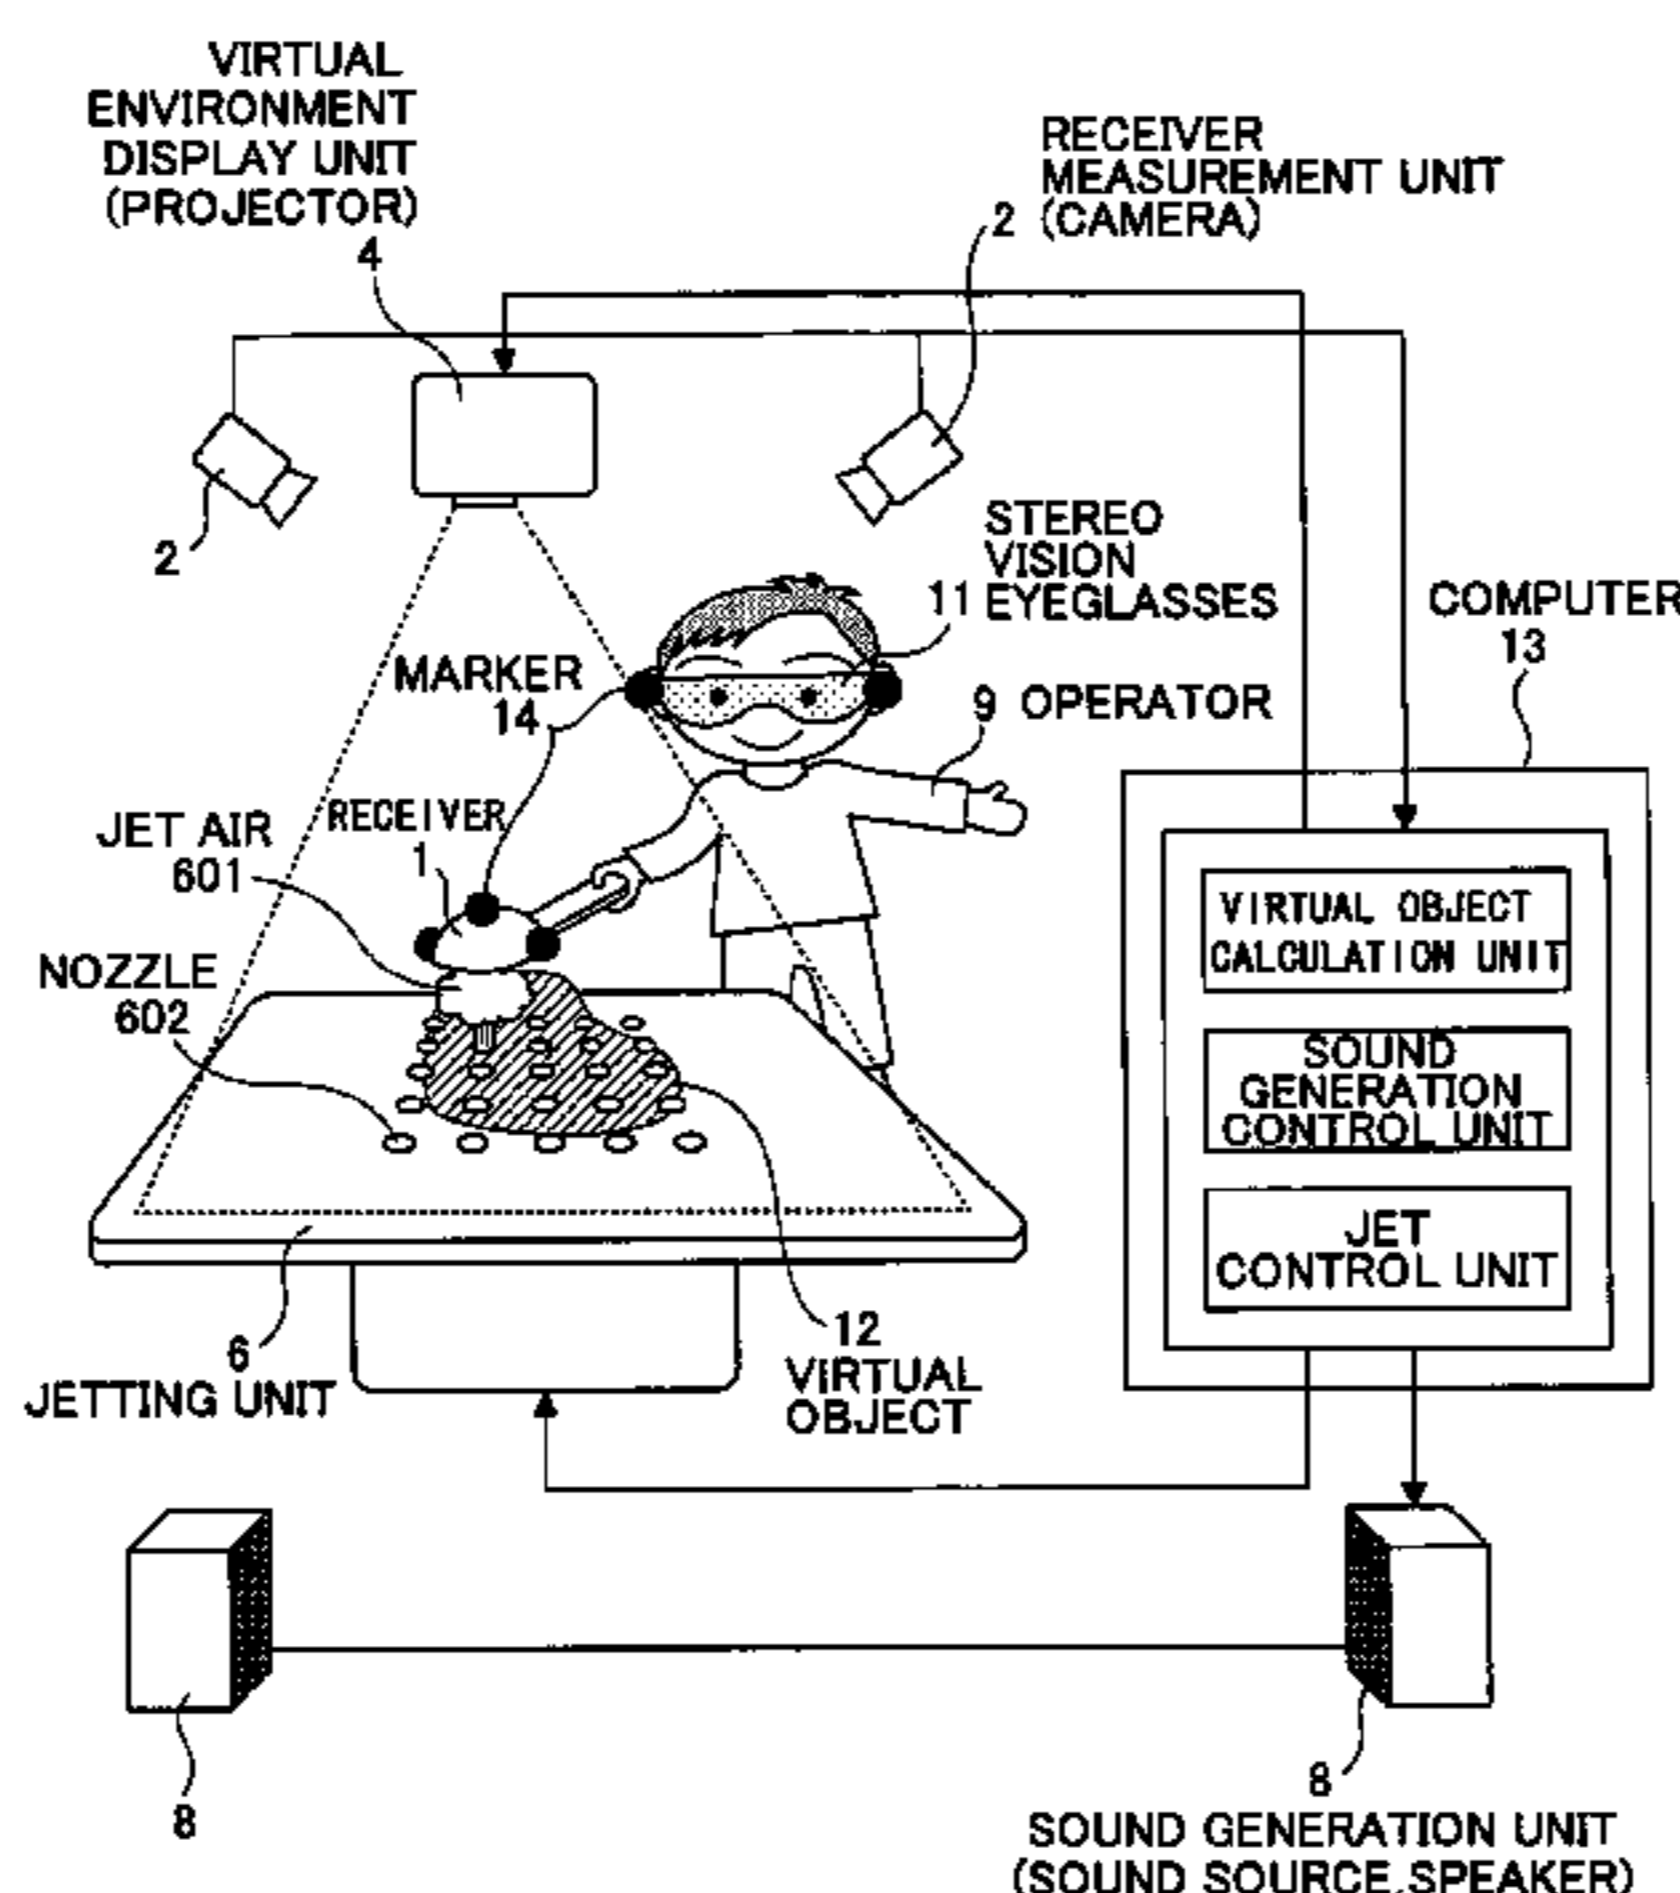 VIRTUAL
ENVIRONMENT
DISPLAY UNIT
(PROJECTOR)
4
RECEIVER
MEASUREMENT UNIT
2 (CAMERA)
2
STEREO
VISION
11 EYEGLASSES
COMPUTER
13
MARKER
14
9 OPERATOR
RECEIVER
1
JET AIR
601
NOZZLE
602
VIRTUAL OBJECT
CALCULATION UNIT
SOUND
GENERATION
CONTROL UNIT
JET
CONTROL UNIT
6
JETTING UNIT
12
VIRTUAL
OBJECT
8
8
SOUND GENERATION UNIT
(SOUND SOURCE,SPEAKER)